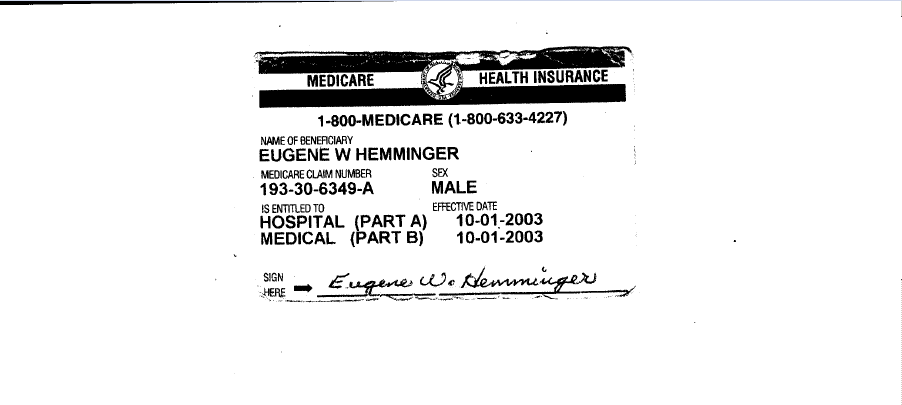 MEDICARE HEALTH INSURANCE
1-800-MEDICARE (1-800-633-4227)
NAME OF BENEFICIARY
EUGENE W HEMMINGER
MEDICARE CLAIM NUMBER SEX
193-30-6349-A MALE
IS ENTITLED TO EFFECTIVE DATE
HOSPITAL (PART A) 10-01-2003
MEDICAL (PART B) 10-01-2003
SIGN
HERE Eugene W. Hemminger